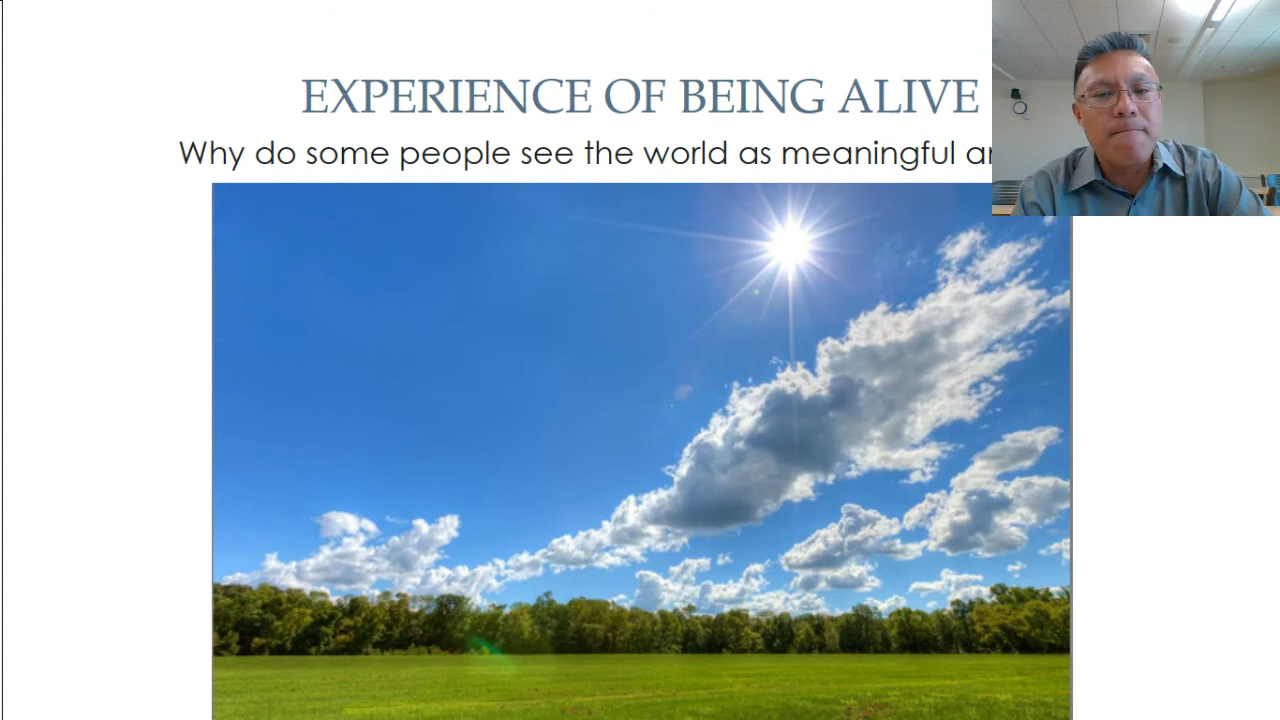 EXPERIENCE OF BEING ALIVE
Why do some people see the world as meaningful